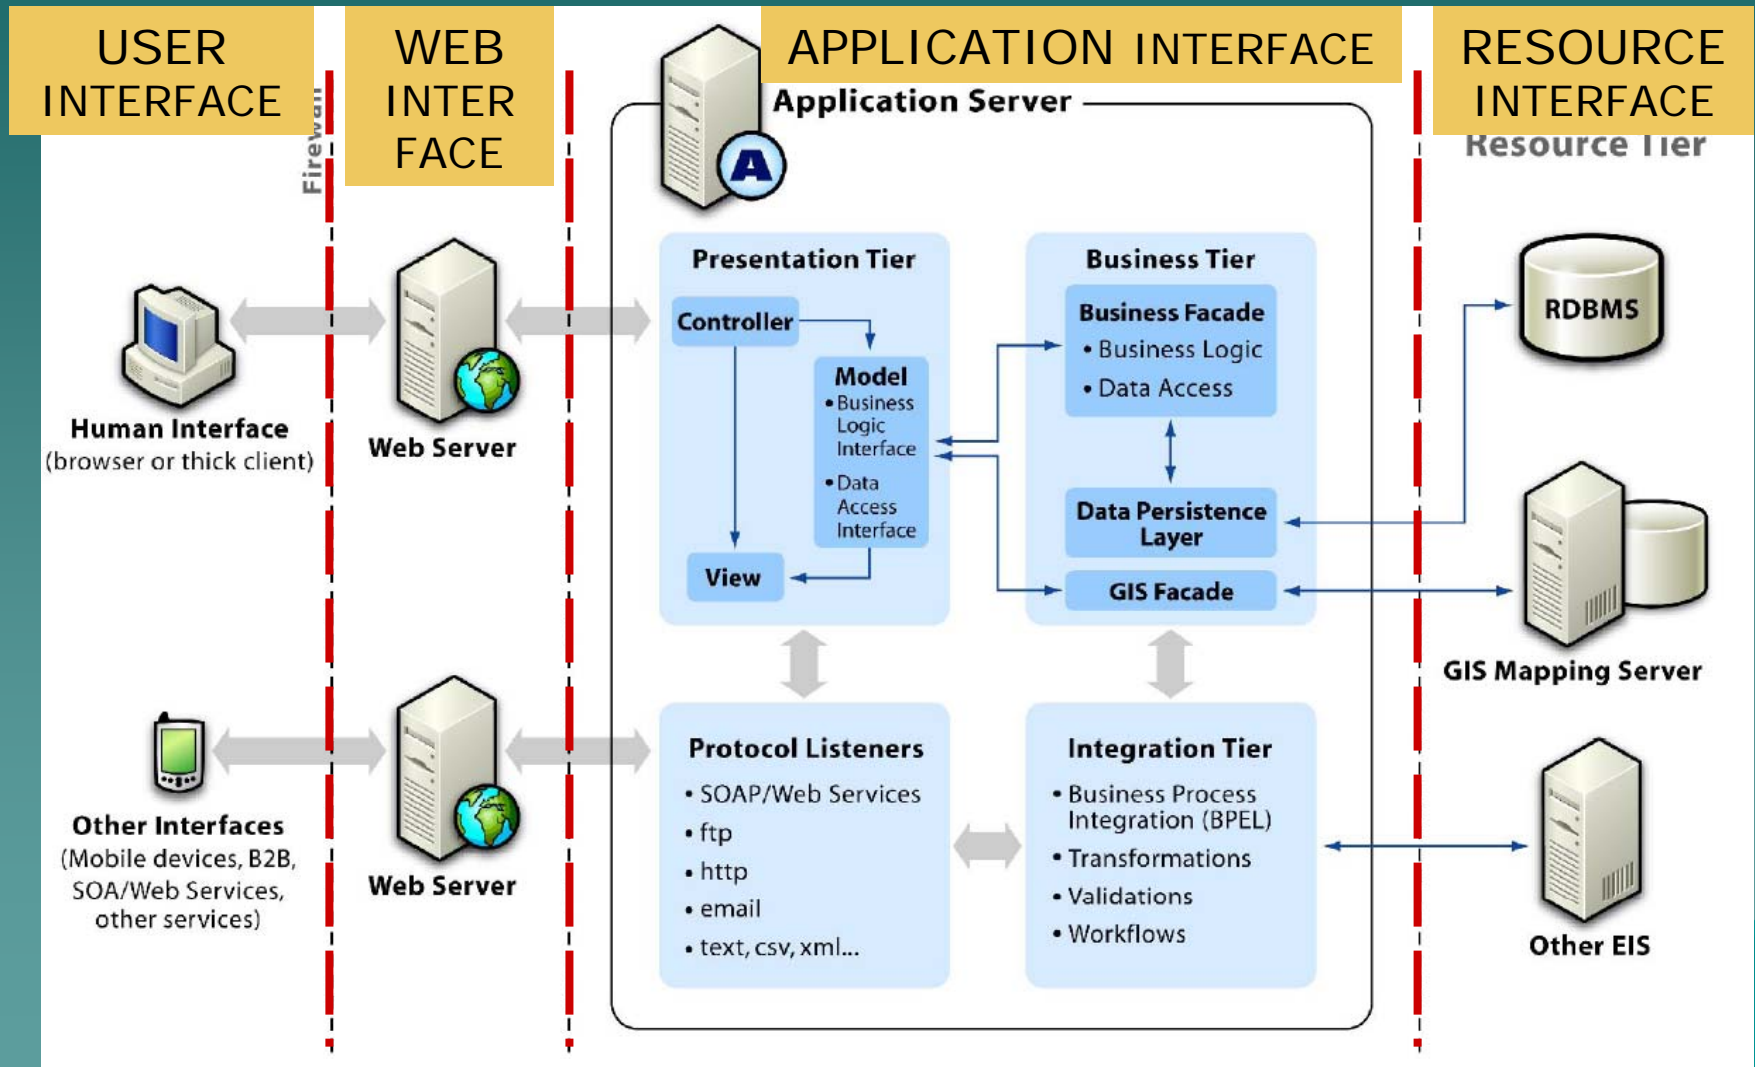 USER
INTERFACE
WEB
INTER
FACE
APPLICATION INTERFACE
RESOURCE
INTERFACE
Firewall
Application Server
A
Resource Tier
Human Interface
(browser or thick client)
Web Server
Presentation Tier
Controller
Model
• Business
Logic
Interface
• Data
Access
Interface
View
Business Tier
Business Facade
• Business Logic
• Data Access
Data Persistence
Layer
GIS Facade
RDBMS
GIS Mapping Server
Other Interfaces
(Mobile devices, B2B,
SOA/Web Services,
other services)
Web Server
Protocol Listeners
• SOAP/Web Services
• ftp
• http
• email
• text, csv, xml...
Integration Tier
• Business Process
Integration (BPEL)
• Transformations
• Validations
• Workflows
Other EIS